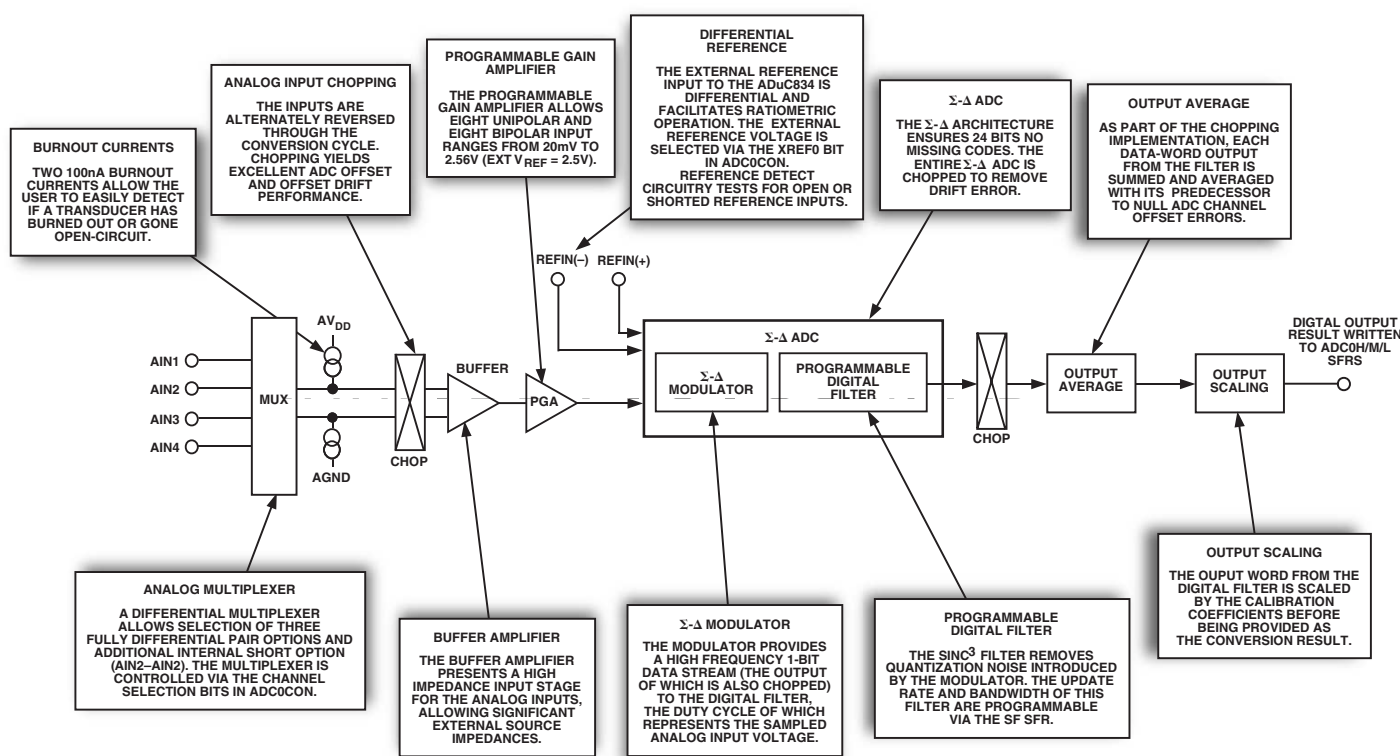 DIFFERENTIAL
REFERENCE
THE EXTERNAL REFERENCE
INPUT TO THE ADuC834 IS
DIFFERENTIAL AND
FACILITATES RATIOMETRIC
OPERATION. THE EXTERNAL
REFERENCE VOLTAGE IS
SELECTED VIA THE XREF0 BIT
IN ADC0CON.
REFERENCE DETECT
CIRCUITRY TESTS FOR OPEN OR
SHORTED REFERENCE INPUTS.
PROGRAMMABLE GAIN
AMPLIFIER
THE PROGRAMMABLE
GAIN AMPLIFIER ALLOWS
EIGHT UNIPOLAR AND
EIGHT BIPOLAR INPUT
RANGES FROM 20mV TO
2.56V (EXT VREF = 2.5V).
ANALOG INPUT CHOPPING
THE INPUTS ARE
ALTERNATELY REVERSED
THROUGH THE
CONVERSION CYCLE.
CHOPPING YIELDS
EXCELLENT ADC OFFSET
AND OFFSET DRIFT
PERFORMANCE.
BURNOUT CURRENTS
TWO 100nA BURNOUT
CURRENTS ALLOW THE
USER TO EASILY DETECT
IF A TRANSDUCER HAS
BURNED OUT OR GONE
OPEN-CIRCUIT.
Σ-Δ ADC
THE Σ-Δ ARCHITECTURE
ENSURES 24 BITS NO
MISSING CODES. THE
ENTIRE Σ-Δ ADC IS
CHOPPED TO REMOVE
DRIFT ERROR.
OUTPUT AVERAGE
AS PART OF THE CHOPPING
IMPLEMENTATION, EACH
DATA-WORD OUTPUT
FROM THE FILTER IS
SUMMED AND AVERAGED
WITH ITS PREDECESSOR
TO NULL ADC CHANNEL
OFFSET ERRORS.
REFIN(–) REFIN(+)
AIN1
AIN2
AIN3
AIN4
MUX
AVDD
AGND
CHOP
BUFFER
PGA
Σ-Δ ADC
Σ-Δ
MODULATOR
PROGRAMMABLE
DIGITAL
FILTER
CHOP
OUTPUT
AVERAGE
OUTPUT
SCALING
DIGTAL OUTPUT
RESULT WRITTEN
TO ADC0H/M/L
SFRS
ANALOG MULTIPLEXER
A DIFFERENTIAL MULTIPLEXER
ALLOWS SELECTION OF THREE
FULLY DIFFERENTIAL PAIR OPTIONS AND
ADDITIONAL INTERNAL SHORT OPTION
(AIN2–AIN2). THE MULTIPLEXER IS
CONTROLLED VIA THE CHANNEL
SELECTION BITS IN ADC0CON.
BUFFER AMPLIFIER
THE BUFFER AMPLIFIER
PRESENTS A HIGH
IMPEDANCE INPUT STAGE
FOR THE ANALOG INPUTS,
ALLOWING SIGNIFICANT
EXTERNAL SOURCE
IMPEDANCES.
Σ-Δ MODULATOR
THE MODULATOR PROVIDES
A HIGH FREQUENCY 1-BIT
DATA STREAM (THE OUTPUT
OF WHICH IS ALSO CHOPPED)
TO THE DIGITAL FILTER,
THE DUTY CYCLE OF WHICH
REPRESENTS THE SAMPLED
ANALOG INPUT VOLTAGE.
PROGRAMMABLE
DIGITAL FILTER
THE SINC3 FILTER REMOVES
QUANTIZATION NOISE INTRODUCED
BY THE MODULATOR. THE UPDATE
RATE AND BANDWIDTH OF THIS
FILTER ARE PROGRAMMABLE
VIA THE SF SFR.
OUTPUT SCALING
THE OUPUT WORD FROM THE
DIGITAL FILTER IS SCALED
BY THE CALIBRATION
COEFFICIENTS BEFORE
BEING PROVIDED AS
THE CONVERSION RESULT.